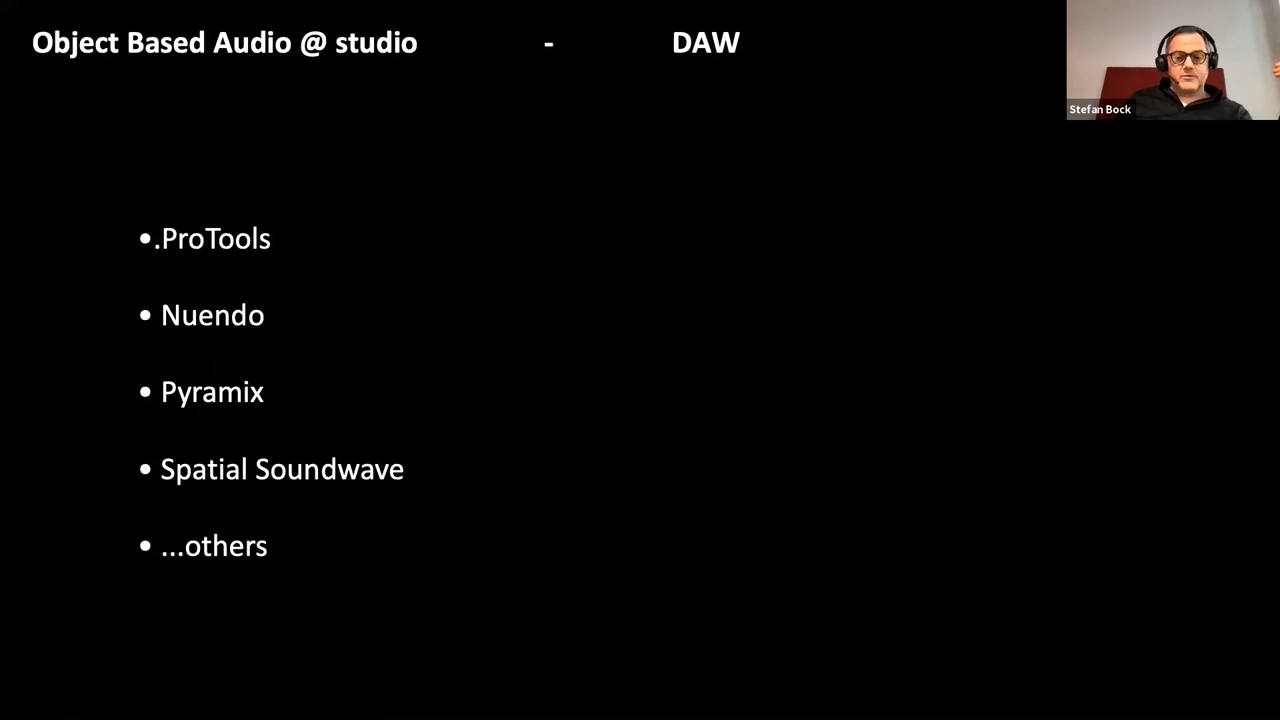 Object Based Audio @ studio - DAW
Stefan Bock
•.ProTools
• Nuendo
• Pyramix
• Spatial Soundwave
• ...others